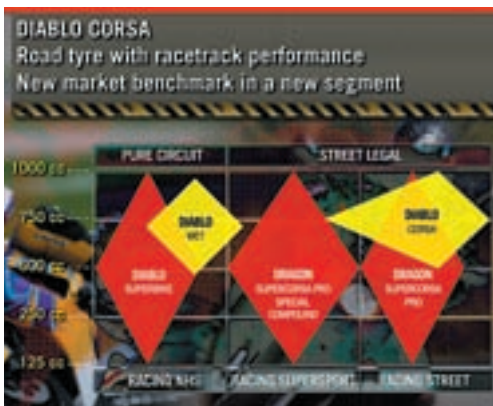 DIABLO CORSA
Road tyre with racetrack performance
New market benchmark in a new segment
PURE CIRCUIT
STREET LEGAL
1000 cc
750 cc
600 cc
250 cc
125 cc
DIABLO
WET
DIABLO
CORSA
DIABLO
SUPERBIKE
DRAGON
SUPERCORSA PRO
SPECIAL
COMPOUND
DRAGON
SUPERCORSA
PRO
RACING NHS
RACING SUPERSPORT
RACING STREET